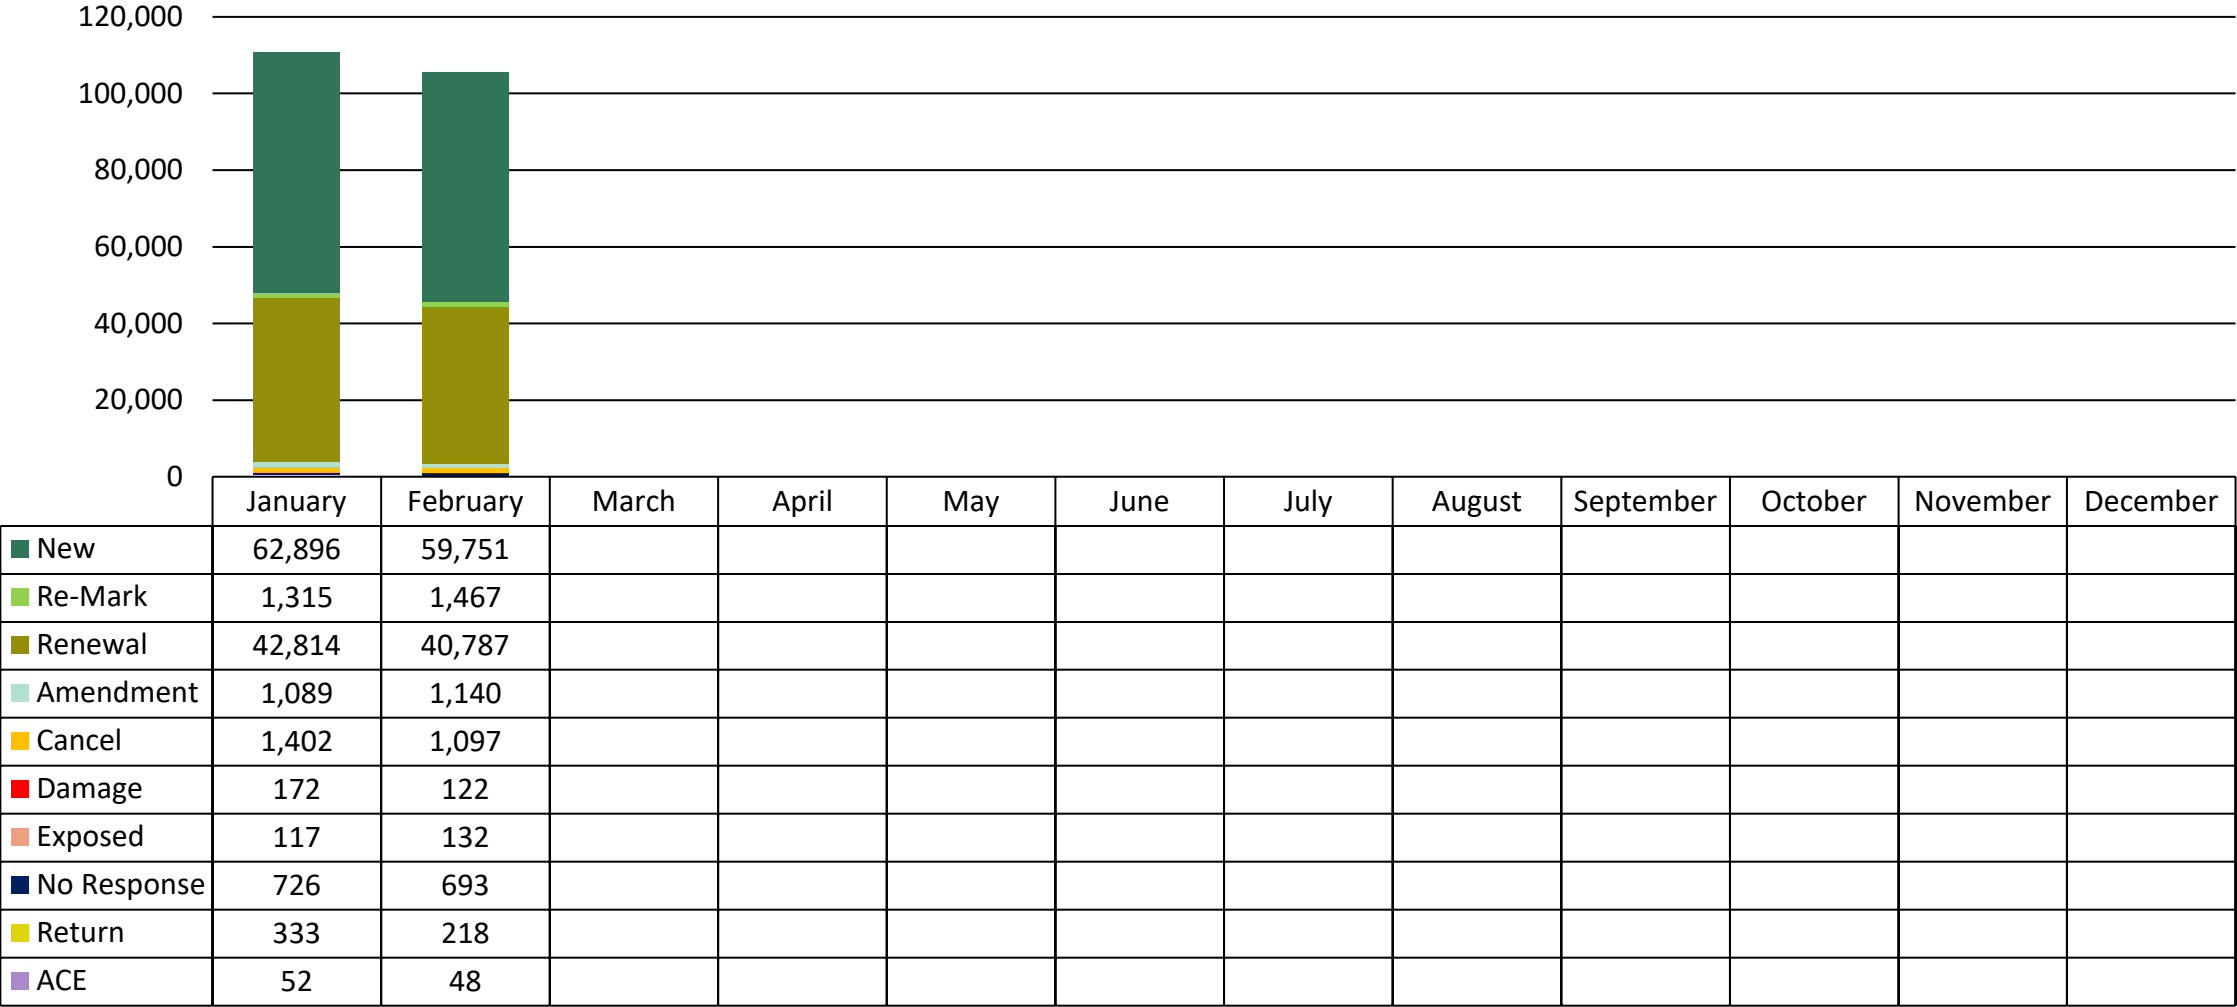 120,000
100,000
80,000
60,000
40,000
20,000
0
January February March April May June July August September October November December
New 62,896 59,751
Re-Mark 1,315 1,467
Renewal 42,814 40,787
Amendment 1,089 1,140
Cancel 1,402 1,097
Damage 172 122
Exposed 117 132
No Response 726 693
Return 333 218
ACE 52 48